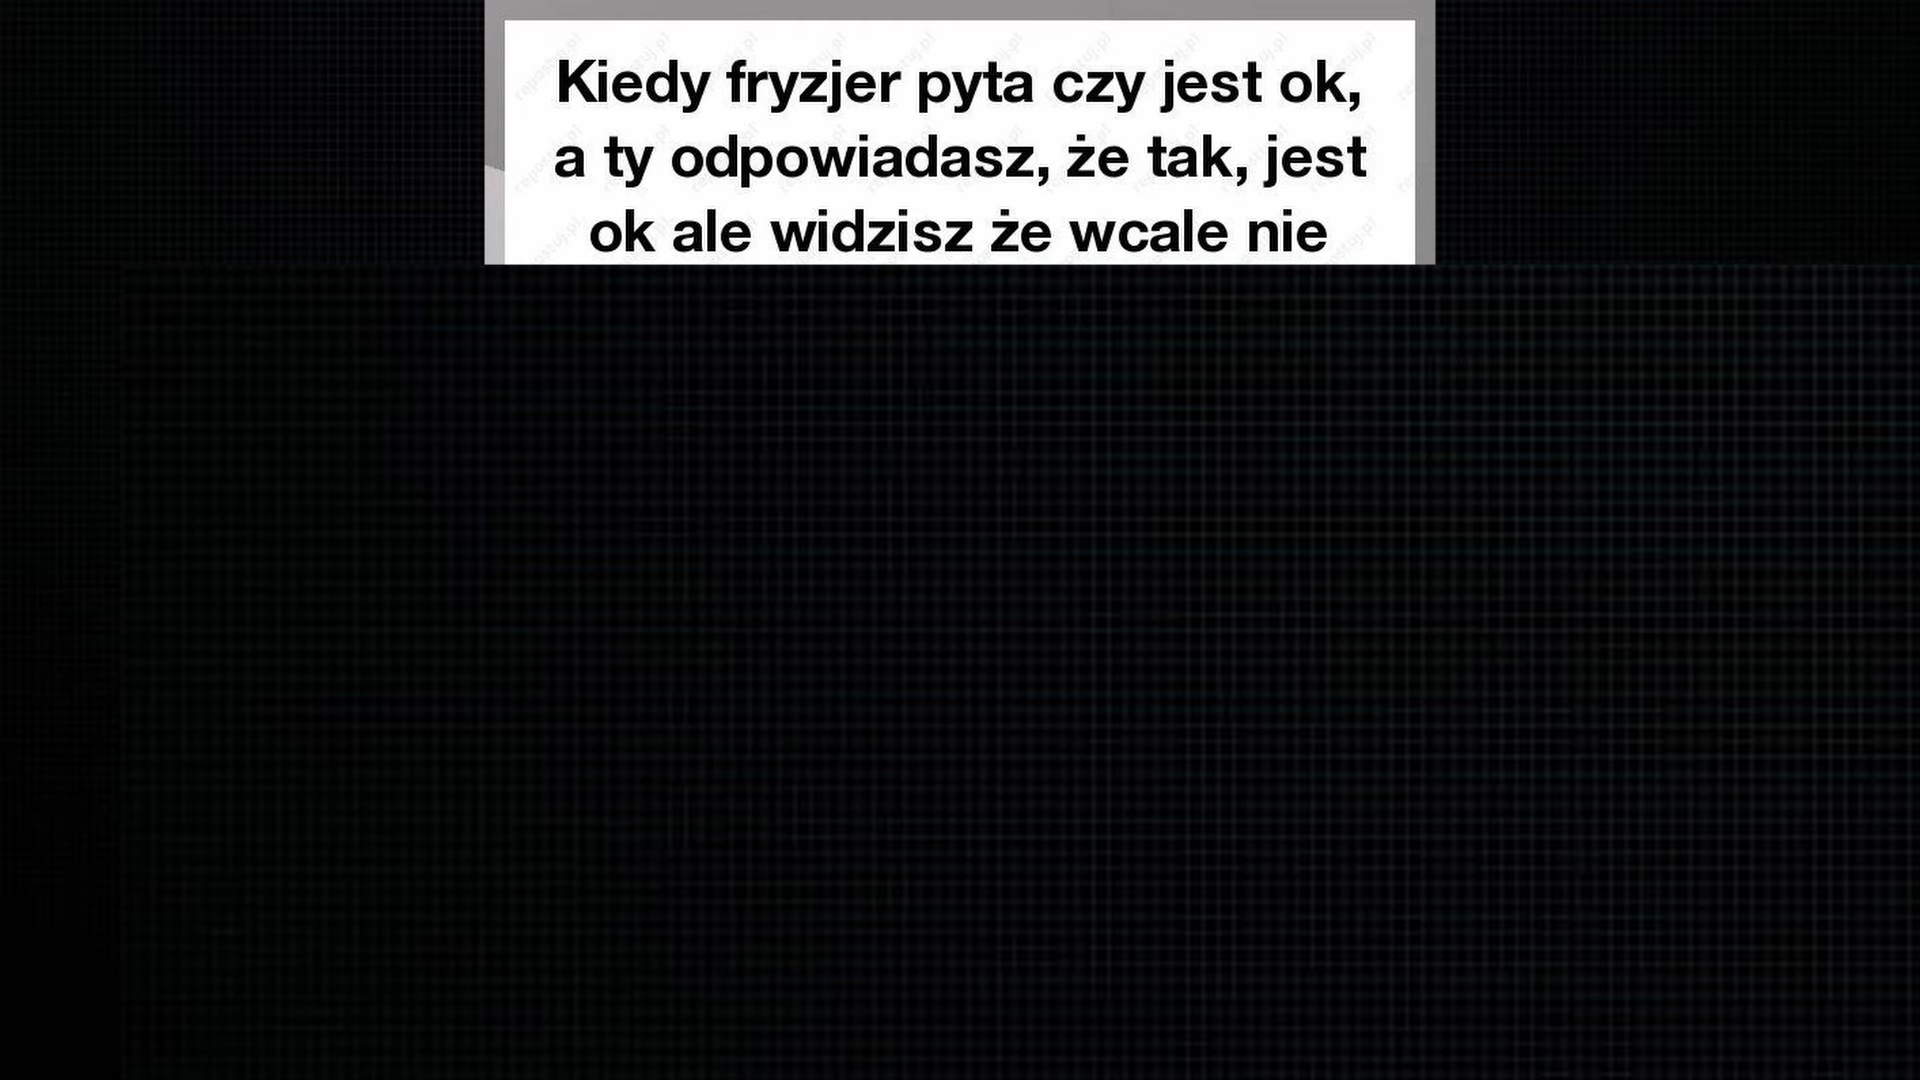 Kiedy fryzjer pyta czy jest ok,
a ty odpowiadasz, że tak, jest
ok ale widzisz że wcale nie